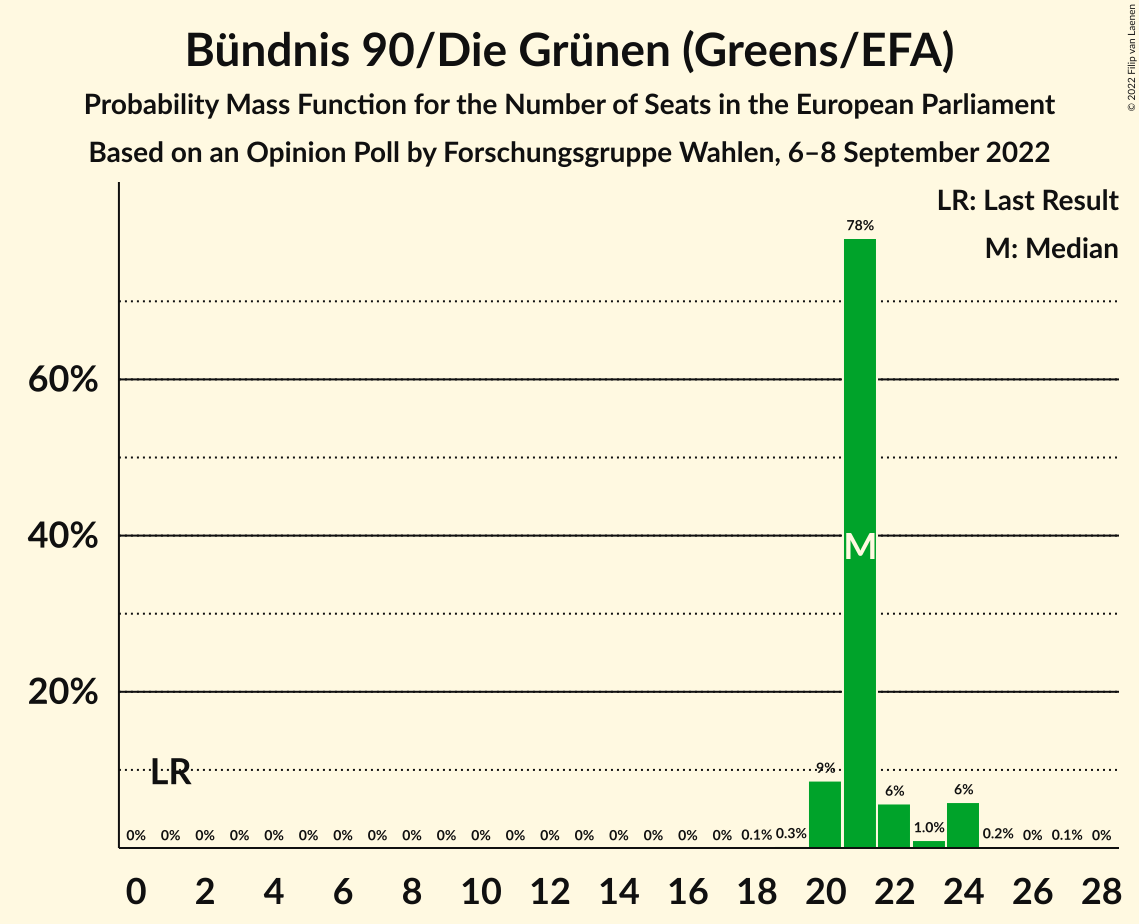 Bündnis 90/Die Grünen (Greens/EFA)
Probability Mass Function for the Number of Seats in the European Parliament
Based on an Opinion Poll by Forschungsgruppe Wahlen, 6–8 September 2022
© 2022 Filip van Laenen
LR: Last Result
M: Median
78%
60%
40%
M
20%
LR
9%
6%
6%
1.0%
0% 0% 0% 0% 0% 0% 0% 0% 0% 0% 0% 0% 0% 0% 0% 0% 0% 0% 0.1% 0.3% 0.2% 0% 0.1% 0%
0 2 4 6 8 10 12 14 16 18 20 22 24 26 28